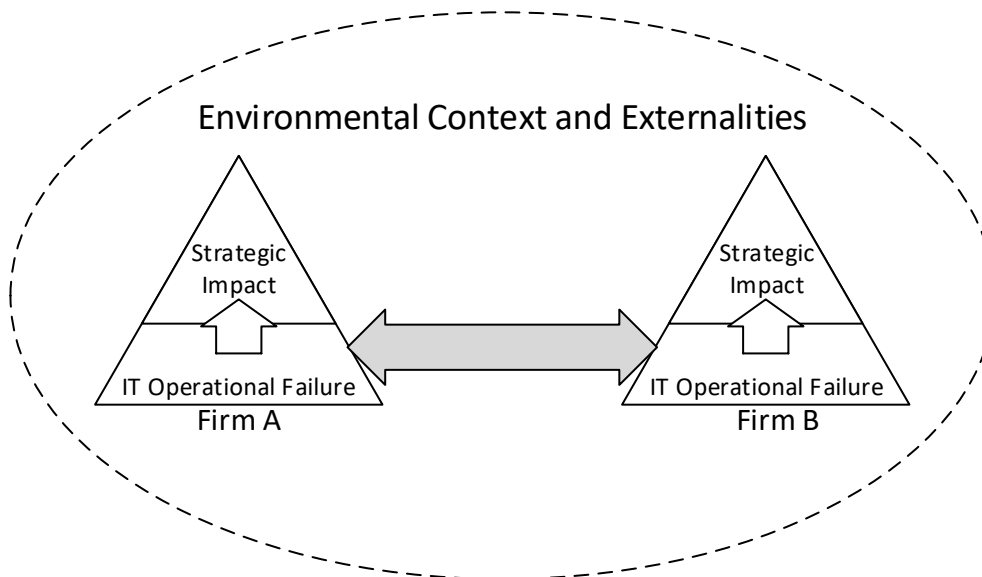 Environmental Context and Externalities
Strategic
Impact
IT Operational Failure
Firm A
Strategic
Impact
IT Operational Failure
Firm B